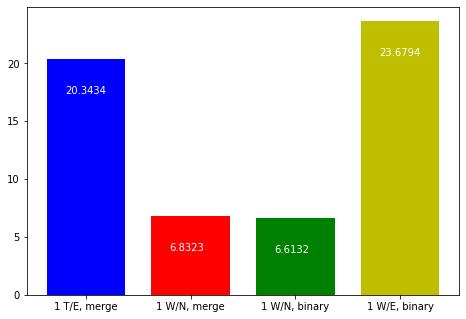 20
15
10
5
0
20.3434
6.8323
6.6132
23.6794
1 T/E, merge
1 W/N, merge
1 W/N, binary
1 W/E, binary